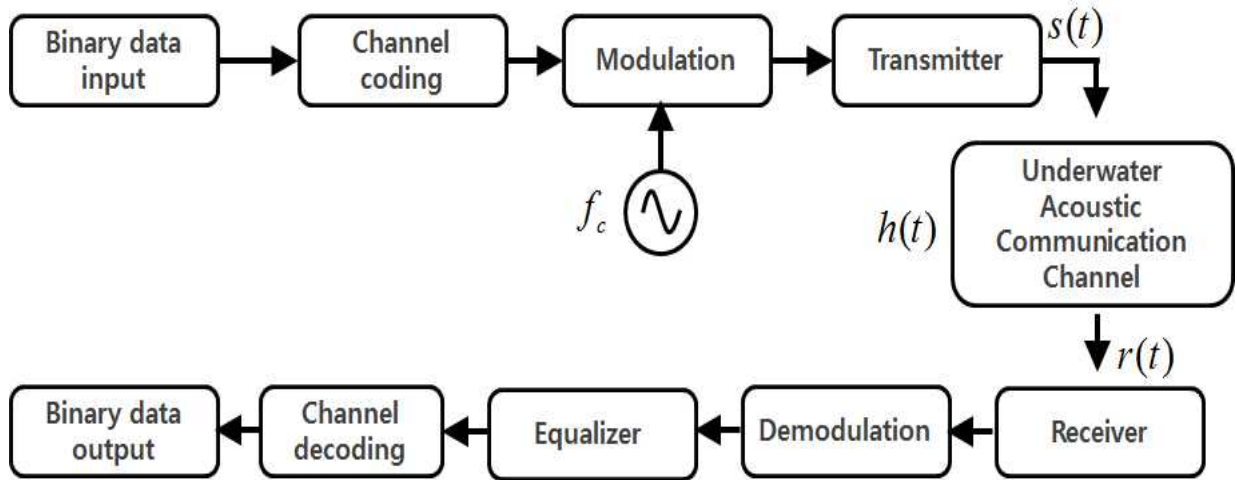 Binary data
input
Channel
coding
Modulation
Transmitter
s(t)
f_c
h(t)
Underwater
Acoustic
Communication
Channel
r(t)
Binary data
output
Channel
decoding
Equalizer
Demodulation
Receiver